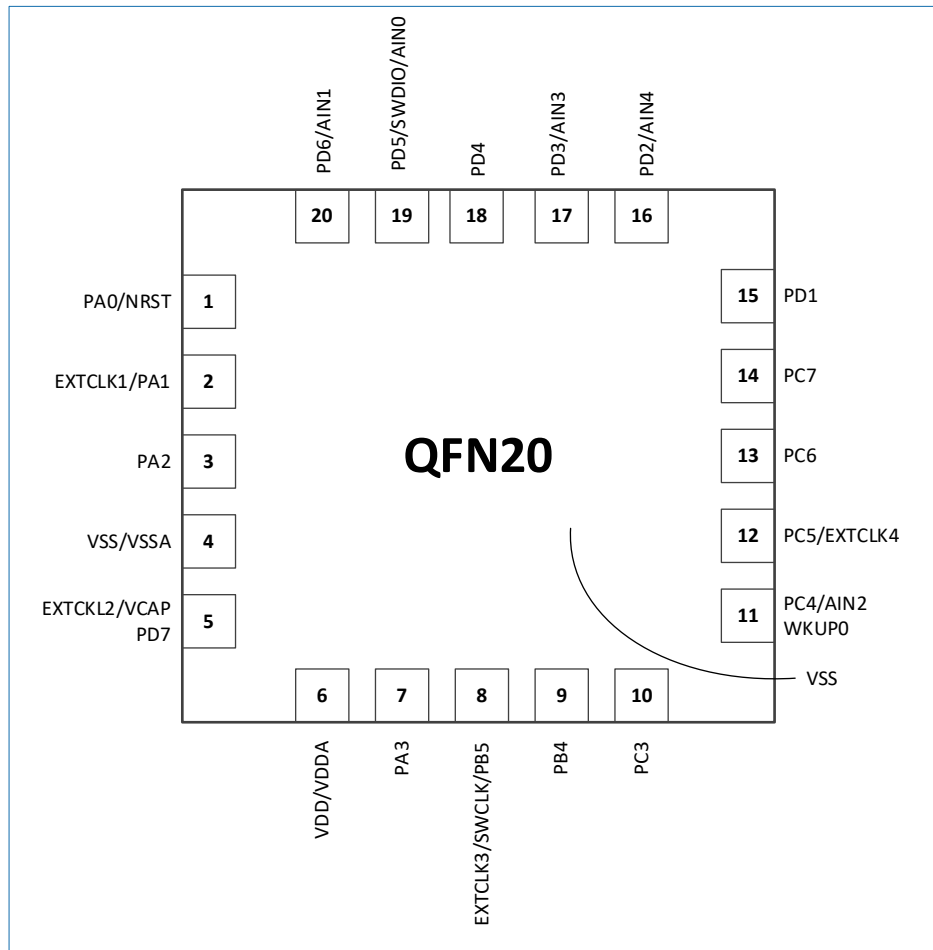 PD6/AIN1
PD5/SWDIO/AIN0
PD4
PD3/AIN3
PD2/AIN4
20
19
18
17
16
PA0/NRST
1
15
PD1
EXTCLK1/PA1
2
14
PC7
QFN20
PA2
3
13
PC6
VSS/VSSA
4
12
PC5/EXTCLK4
EXTCKL2/VCAP
PD7
5
11
PC4/AIN2
WKUP0
VSS
6
7
8
9
10
VDD/VDDA
PA3
EXTCLK3/SWCLK/PB5
PB4
PC3